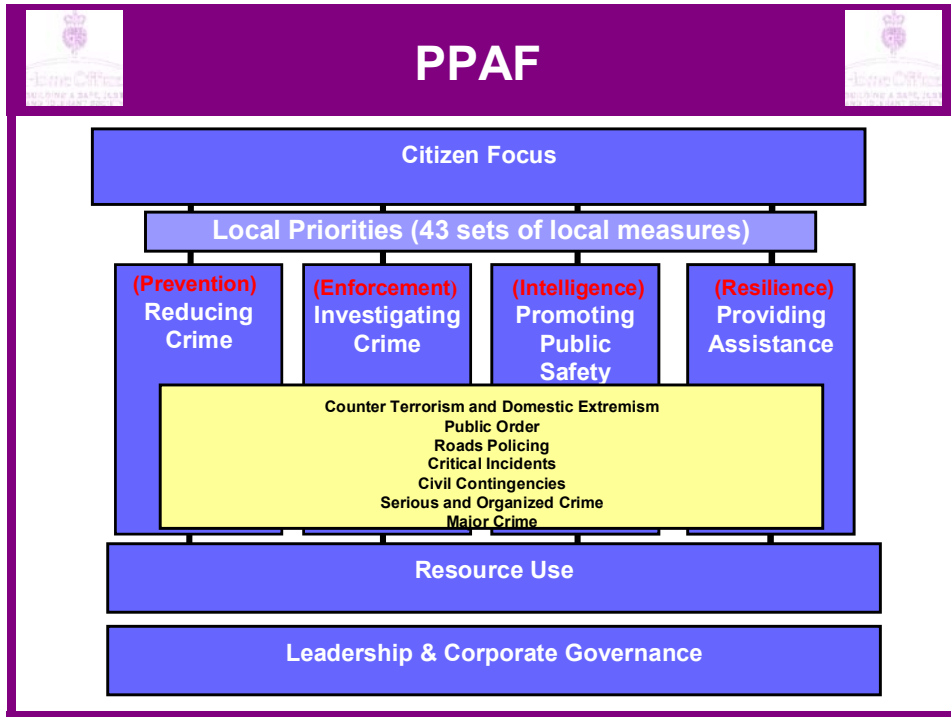 PPAF
Home Office
Citizen Focus
Local Priorities (43 sets of local measures)
(Prevention)
Reducing
Crime
(Enforcement)
Investigating
Crime
(Intelligence)
Promoting
Public
Safety
(Resilience)
Providing
Assistance
Counter Terrorism and Domestic Extremism
Public Order
Roads Policing
Critical Incidents
Civil Contingencies
Serious and Organized Crime
Major Crime
Resource Use
Leadership & Corporate Governance